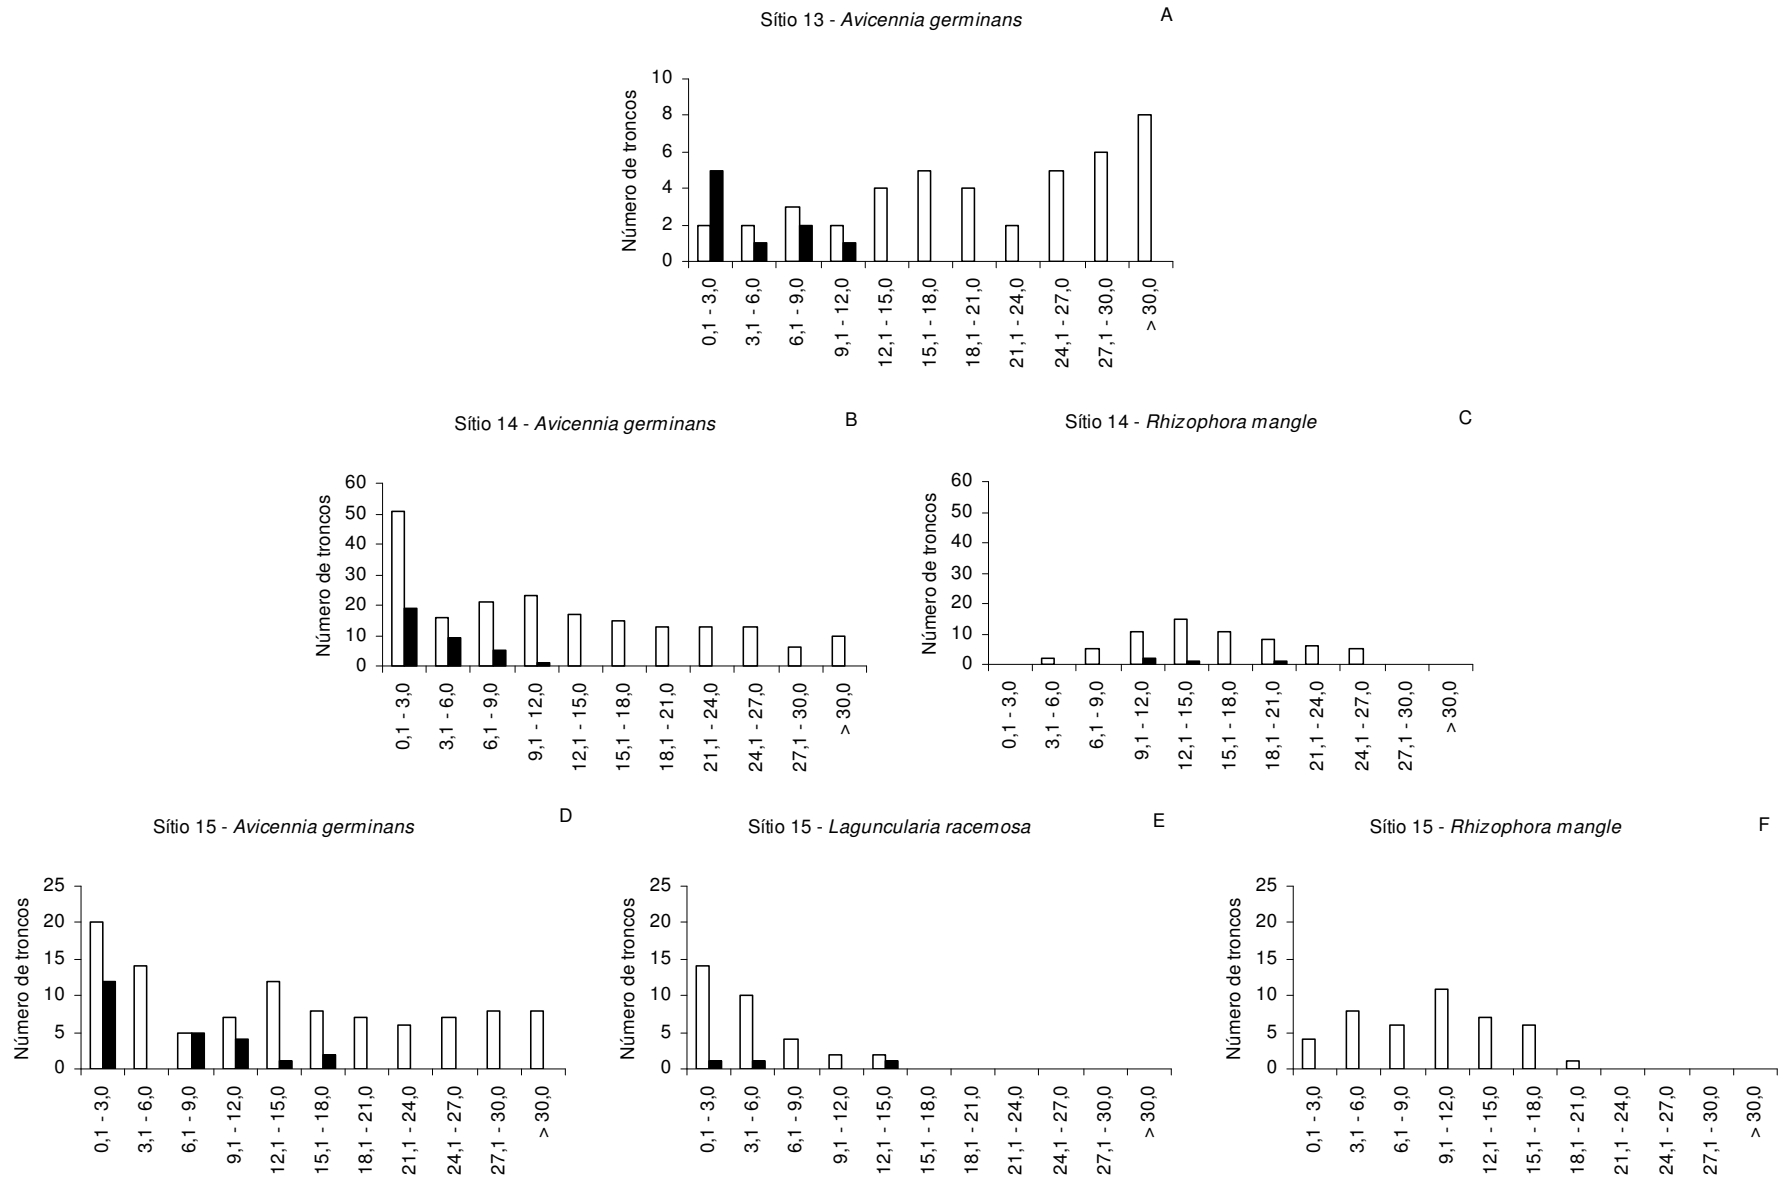 Sítio 13 - Avicennia germinans
A
Número de troncos
10
8
6
4
2
0
0,1 - 3,0
3,1 - 6,0
6,1 - 9,0
9,1 - 12,0
12,1 - 15,0
15,1 - 18,0
18,1 - 21,0
21,1 - 24,0
24,1 - 27,0
27,1 - 30,0
> 30,0
Sítio 14 - Avicennia germinans
B
Número de troncos
60
50
40
30
20
10
0
0,1 - 3,0
3,1 - 6,0
6,1 - 9,0
9,1 - 12,0
12,1 - 15,0
15,1 - 18,0
18,1 - 21,0
21,1 - 24,0
24,1 - 27,0
27,1 - 30,0
> 30,0
Sítio 14 - Rhizophora mangle
C
Número de troncos
60
50
40
30
20
10
0
0,1 - 3,0
3,1 - 6,0
6,1 - 9,0
9,1 - 12,0
12,1 - 15,0
15,1 - 18,0
18,1 - 21,0
21,1 - 24,0
24,1 - 27,0
27,1 - 30,0
> 30,0
Sítio 15 - Avicennia germinans
D
Número de troncos
25
20
15
10
5
0
0,1 - 3,0
3,1 - 6,0
6,1 - 9,0
9,1 - 12,0
12,1 - 15,0
15,1 - 18,0
18,1 - 21,0
21,1 - 24,0
24,1 - 27,0
27,1 - 30,0
> 30,0
Sítio 15 - Laguncularia racemosa
E
Número de troncos
25
20
15
10
5
0
0,1 - 3,0
3,1 - 6,0
6,1 - 9,0
9,1 - 12,0
12,1 - 15,0
15,1 - 18,0
18,1 - 21,0
21,1 - 24,0
24,1 - 27,0
27,1 - 30,0
> 30,0
Sítio 15 - Rhizophora mangle
F
Número de troncos
25
20
15
10
5
0
0,1 - 3,0
3,1 - 6,0
6,1 - 9,0
9,1 - 12,0
12,1 - 15,0
15,1 - 18,0
18,1 - 21,0
21,1 - 24,0
24,1 - 27,0
27,1 - 30,0
> 30,0